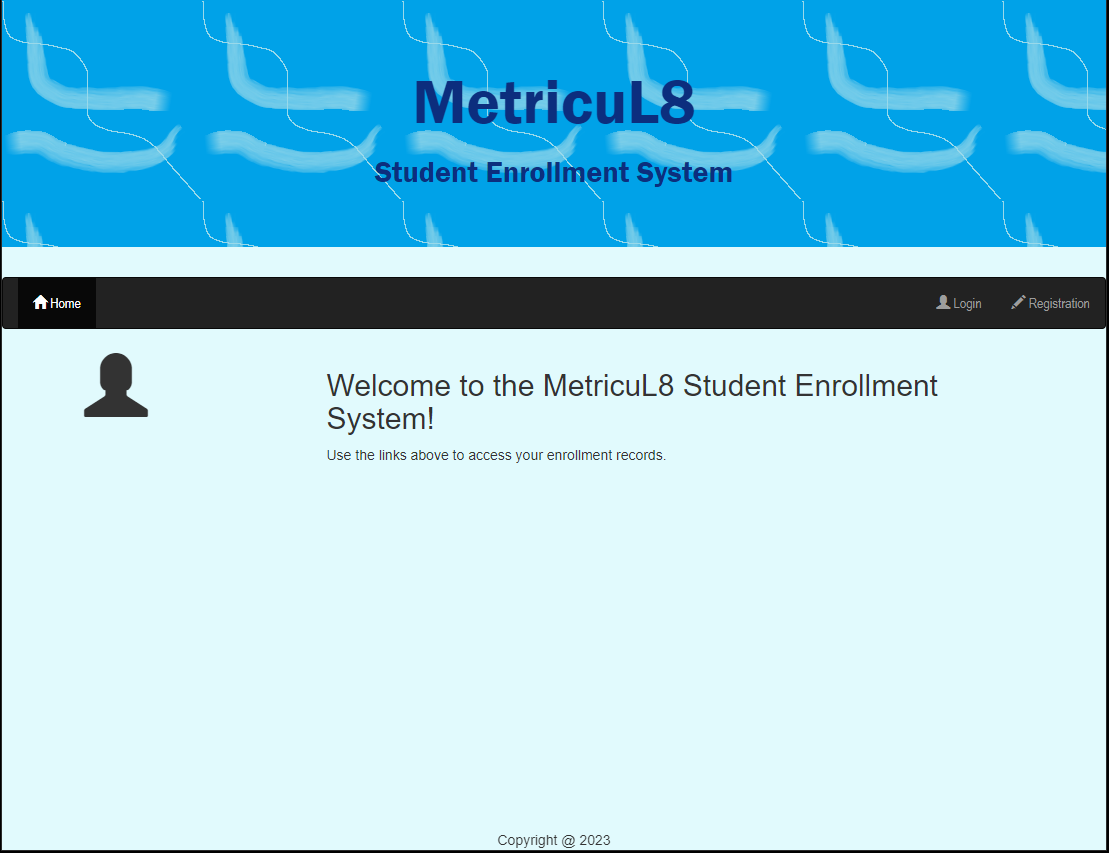 MetricuL8
Student Enrollment System
Home
Login
Registration
Welcome to the MetricuL8 Student Enrollment
System!
Use the links above to access your enrollment records.
Copyright @ 2023